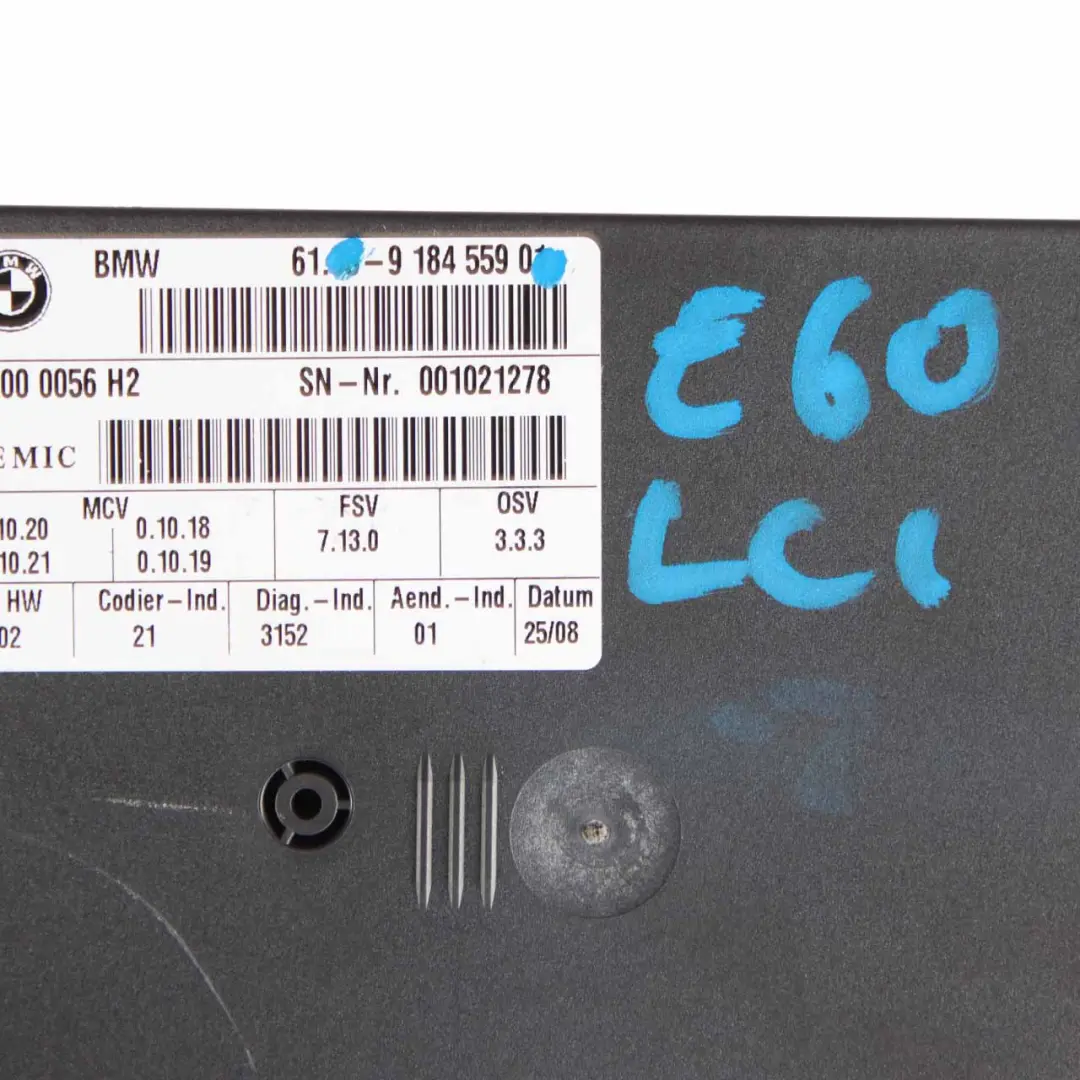 BMW
BMW 61. -9 184 559 0
00 0056 H2 SN-Nr. 001021278
EMIC
MCV FSV OSV
10.20 0.10.18 7.13.0 3.3.3
10.21 0.10.19
HW Codier-Ind. Diag.-Ind. Aend.-Ind. Datum
02 21 3152 01 25/08
E60
LCI